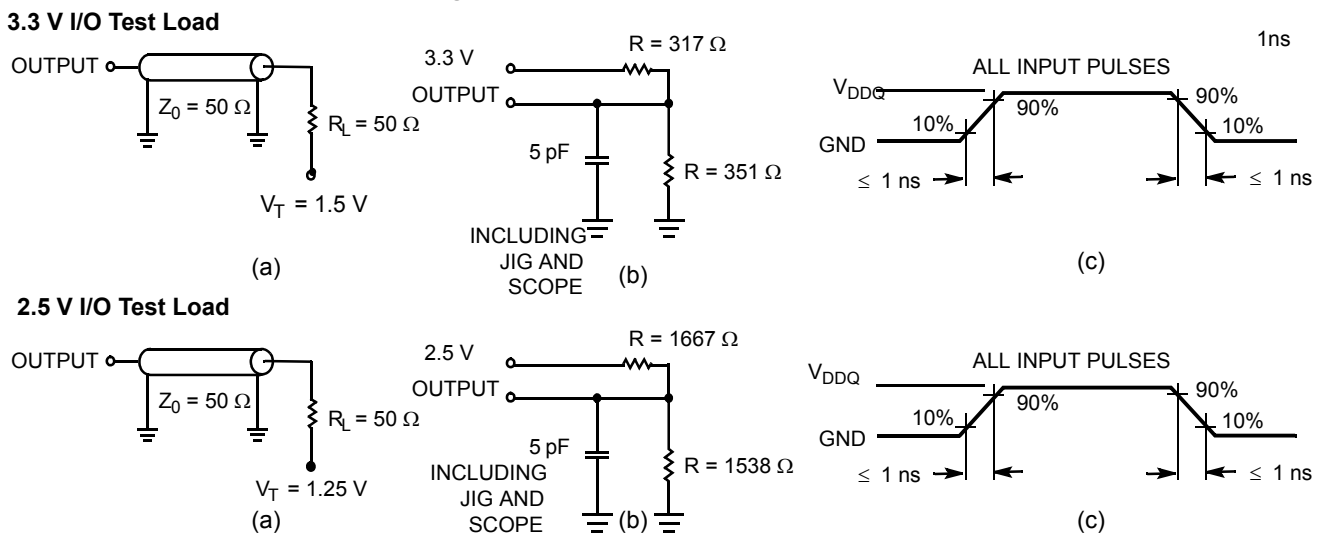 3.3 V I/O Test Load
OUTPUT
Z0 = 50 Ω
RL = 50 Ω
VT = 1.5 V
(a)
3.3 V
OUTPUT
R = 317 Ω
5 pF
R = 351 Ω
INCLUDING
JIG AND
SCOPE
(b)
1ns
ALL INPUT PULSES
VDDQ
GND
10%
90%
90%
10%
≤ 1 ns
≤ 1 ns
(c)
2.5 V I/O Test Load
OUTPUT
Z0 = 50 Ω
RL = 50 Ω
VT = 1.25 V
(a)
2.5 V
OUTPUT
R = 1667 Ω
5 pF
R = 1538 Ω
INCLUDING
JIG AND
SCOPE
(b)
ALL INPUT PULSES
VDDQ
GND
10%
90%
90%
10%
≤ 1 ns
≤ 1 ns
(c)